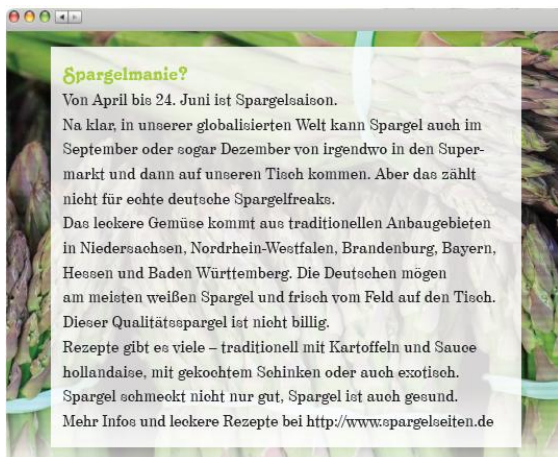 Spargelmanie?
Von April bis 24. Juni ist Spargelsaison.
Na klar, in unserer globalisierten Welt kann Spargel auch im
September oder sogar Dezember von irgendwo in den Super-
markt und dann auf unseren Tisch kommen. Aber das zählt
nicht für echte deutsche Spargelfreaks.
Das leckere Gemüse kommt aus traditionellen Anbaugebieten
in Niedersachsen, Nordrhein-Westfalen, Brandenburg, Bayern,
Hessen und Baden Württemberg. Die Deutschen mögen
am meisten weißen Spargel und frisch vom Feld auf den Tisch.
Dieser Qualitätsspargel ist nicht billig.
Rezepte gibt es viele – traditionell mit Kartoffeln und Sauce
hollandaise, mit gekochtem Schinken oder auch exotisch.
Spargel schmeckt nicht nur gut, Spargel ist auch gesund.
Mehr Infos und leckere Rezepte bei http://www.spargelseiten.de